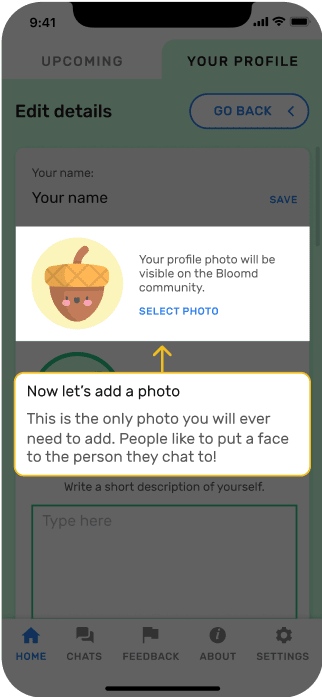 9:41
UPCOMING
YOUR PROFILE
Edit details
GO BACK
Your name:
Your name
SAVE
Your profile photo will be
visible on the Bloomd
community.
SELECT PHOTO
Now let's add a photo
This is the only photo you will ever
need to add. People like to put a face
to the person they chat to!
Write a short description of yourself.
Type here
HOME
CHATS
FEEDBACK
ABOUT
SETTINGS